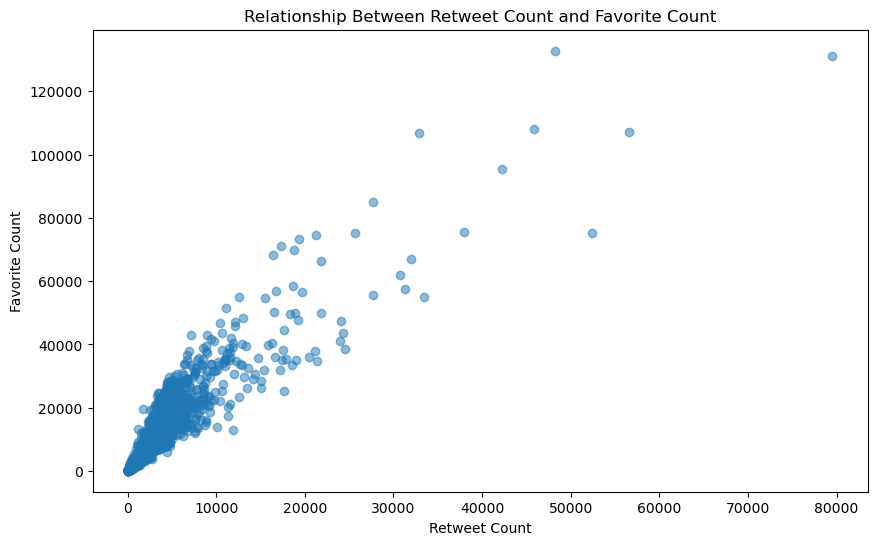 Relationship Between Retweet Count and Favorite Count
Favorite Count
120000
100000
80000
60000
40000
20000
0
0 10000 20000 30000 40000 50000 60000 70000 80000
Retweet Count